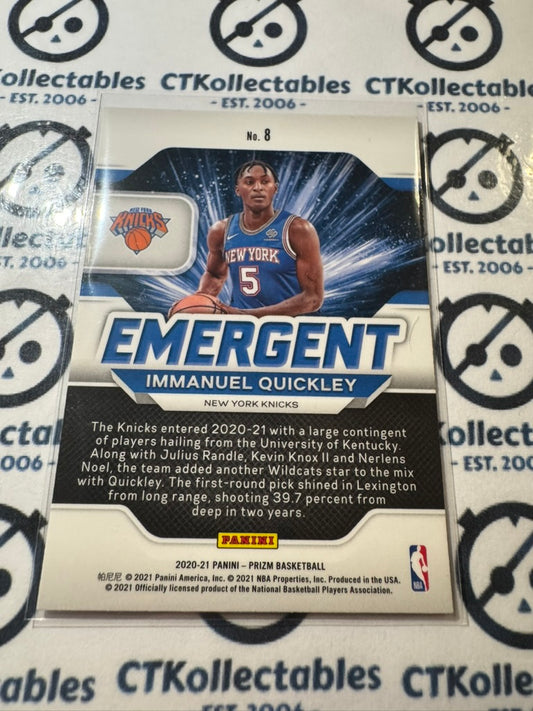 CTKollectables
- EST. 2006 -
No. 8
NEW YORK
KNICKS
NEW YORK
5
EMERGENT
IMMANUEL QUICKLEY
NEW YORK KNICKS
The Knicks entered 2020-21 with a large contingent
of players hailing from the University of Kentucky.
Along with Julius Randle, Kevin Knox II and Nerlens
Noel, the team added another Wildcats star to the mix
with Quickley. The first-round pick shined in Lexington
from long range, shooting 39.7 percent from
deep in two years.
PANINI
2020-21 PANINI – PRIZM BASKETBALL
帕尼尼 © 2021 Panini America, Inc. © 2021 NBA Properties, Inc. Produced in the USA.
© 2021 Officially licensed product of the National Basketball Players Association.
NBA
CTKollectables